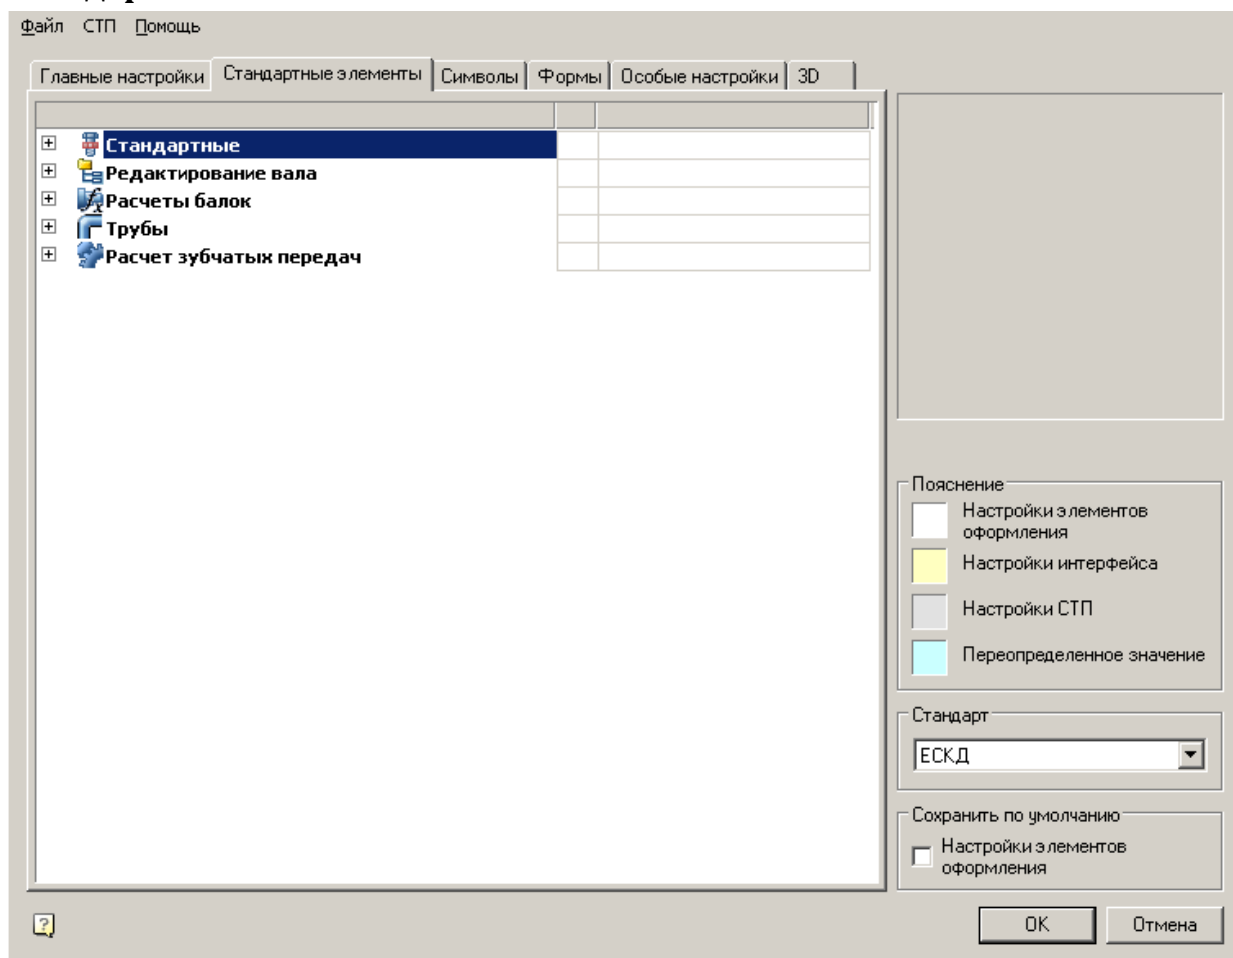 Файл СТП Помощь
Главные настройки Стандартные элементы Символы Формы Особые настройки 3D
Стандартные
Редактирование вала
Расчеты балок
Трубы
Расчет зубчатых передач
Пояснение
Настройки элементов
оформления
Настройки интерфейса
Настройки СТП
Переопределенное значение
Стандарт
ЕСКД
Сохранить по умолчанию
Настройки элементов
оформления
OK Отмена